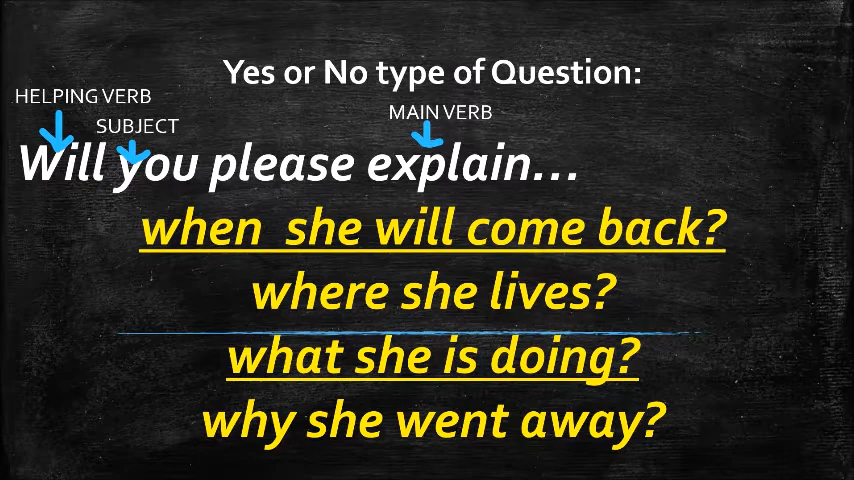 Yes or No type of Question:
HELPING VERB
SUBJECT
MAIN VERB
Will you please explain...
when she will come back?
where she lives?
what she is doing?
why she went away?